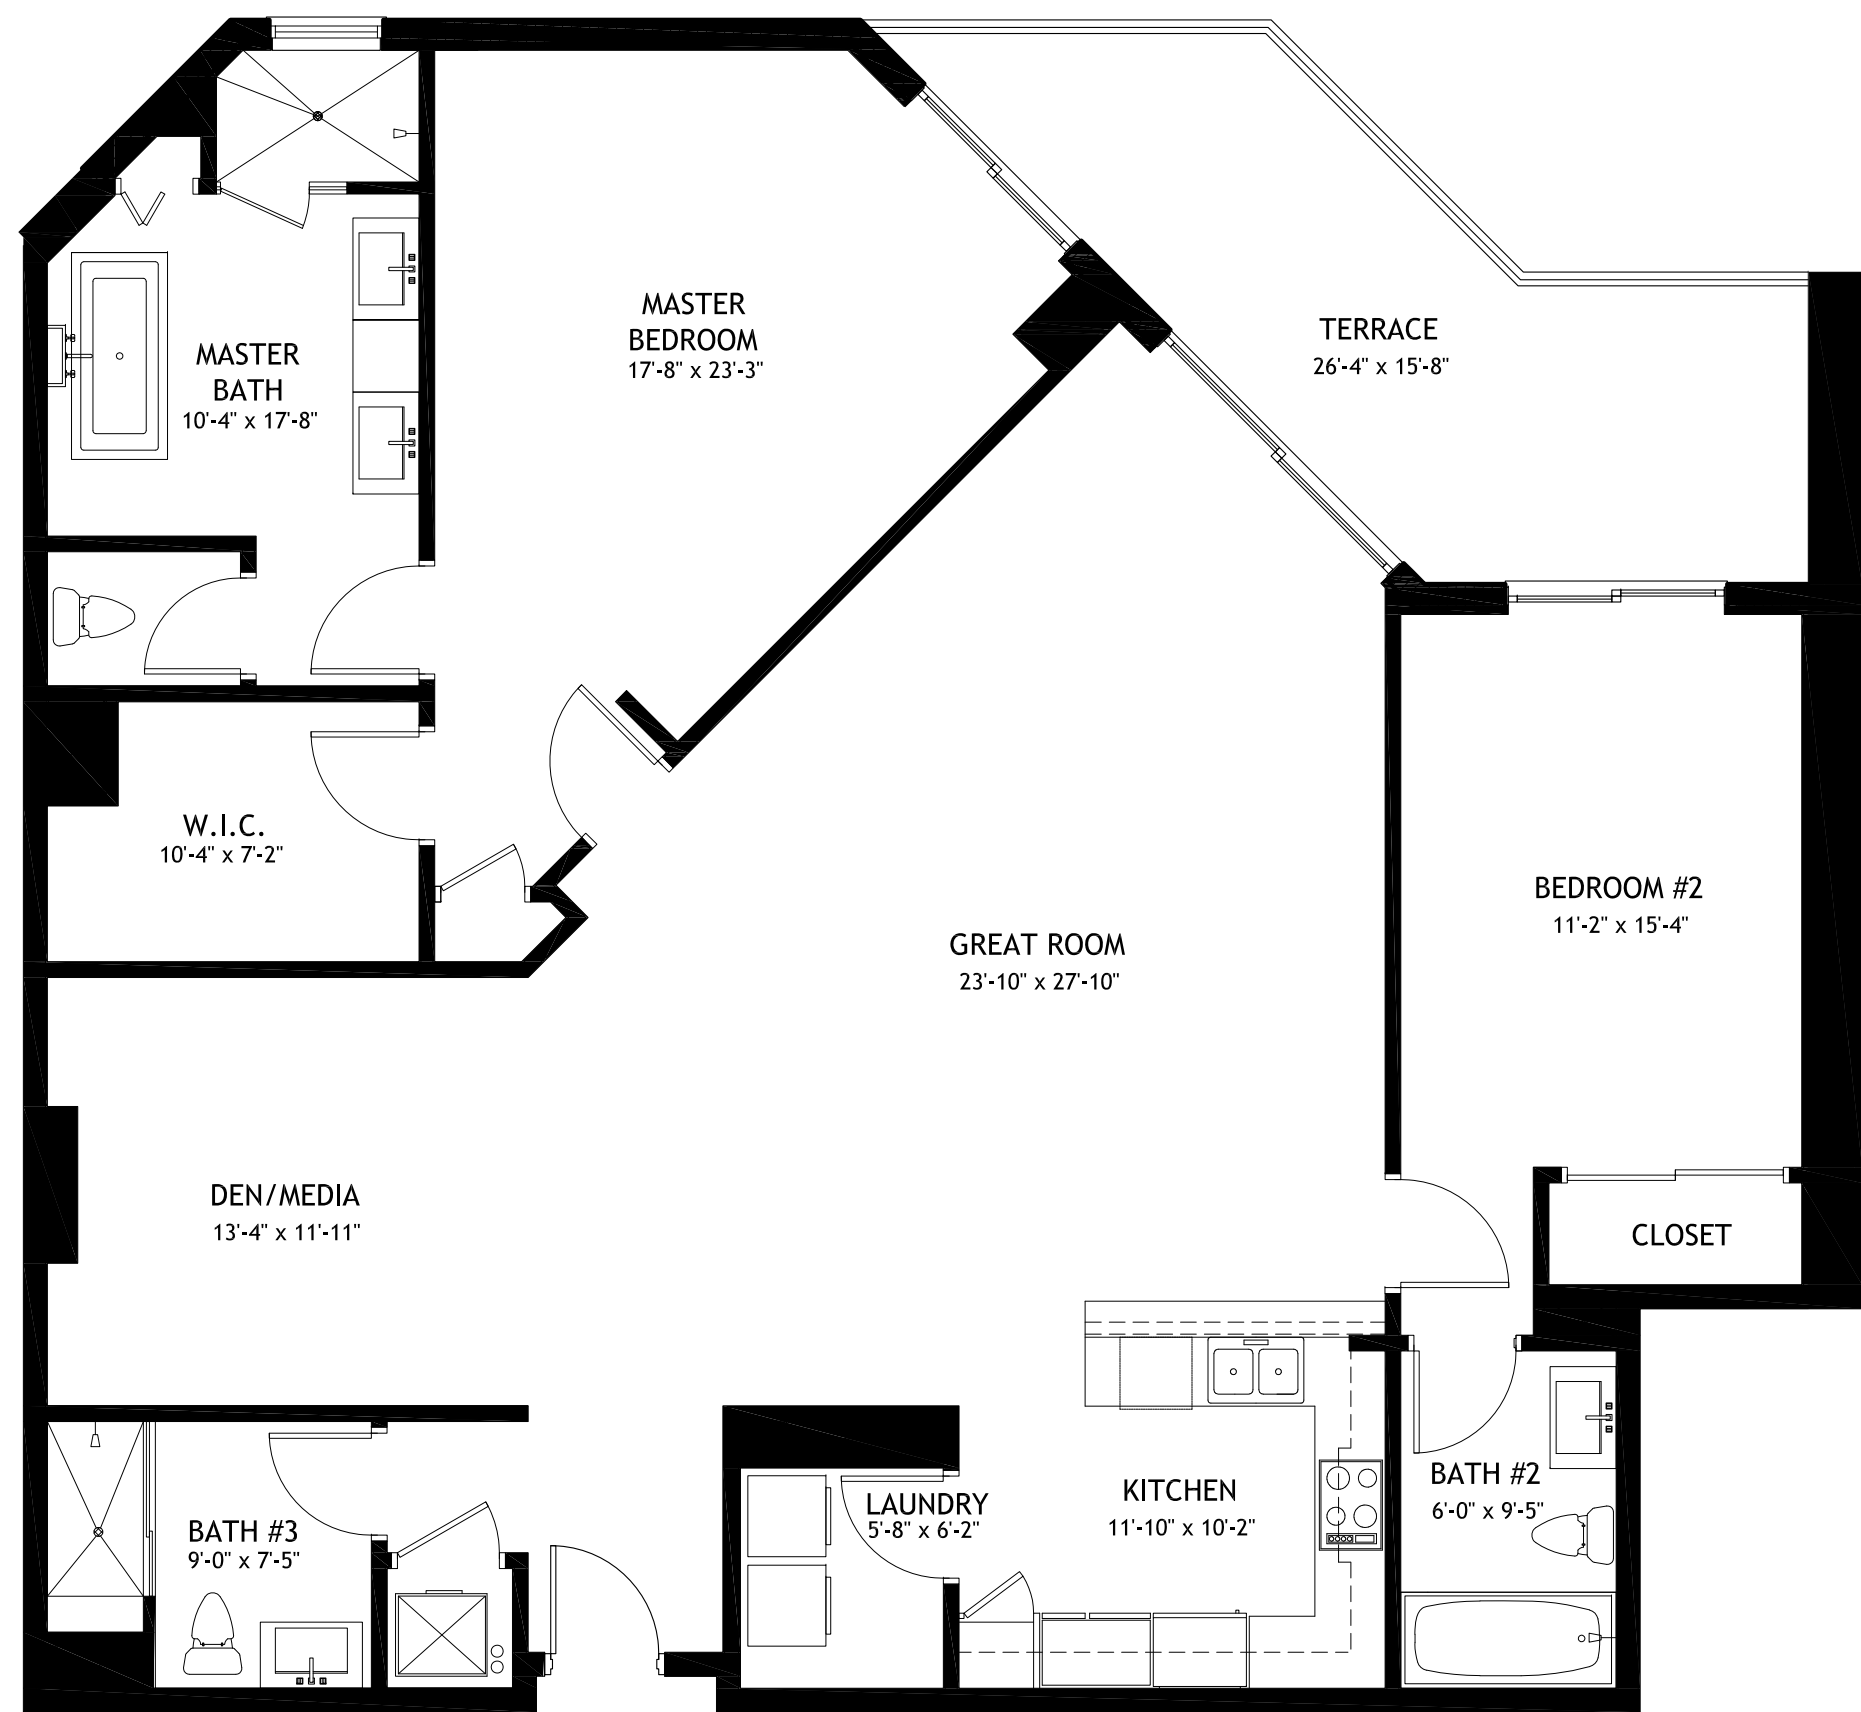 MASTER
BEDROOM
17'-8" x 23'-3"
TERRACE
26'-4" x 15'-8"
MASTER
BATH
10'-4" x 17'-8"
W.I.C.
10'-4" x 7'-2"
BEDROOM #2
11'-2" x 15'-4"
GREAT ROOM
23'-10" x 27'-10"
DEN/MEDIA
13'-4" x 11'-11"
CLOSET
BATH #2
6'-0" x 9'-5"
KITCHEN
11'-10" x 10'-2"
LAUNDRY
5'-8" x 6'-2"
BATH #3
9'-0" x 7'-5"